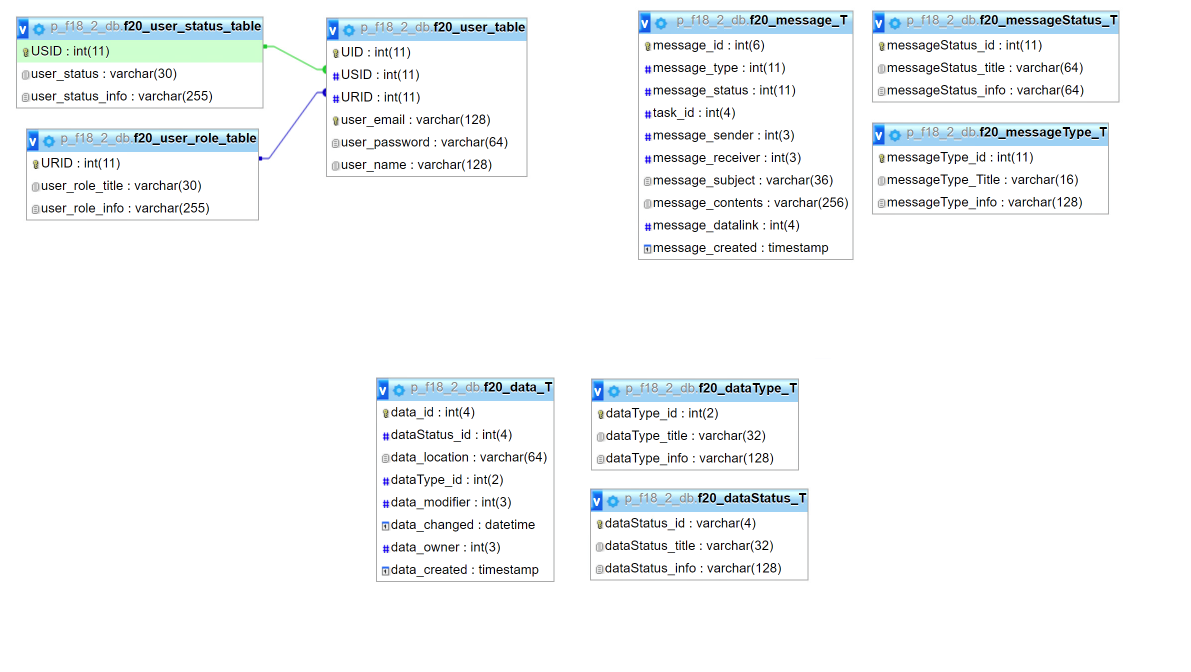 v p_f18_2_db.f20_user_status_table
USID : int(11)
user_status : varchar(30)
user_status_info : varchar(255)
v p_f18_2_db.f20_user_role_table
URID : int(11)
user_role_title : varchar(30)
user_role_info : varchar(255)
v p_f18_2_db.f20_user_table
UID : int(11)
# USID : int(11)
# URID : int(11)
user_email : varchar(128)
user_password : varchar(64)
user_name : varchar(128)
v p_f18_2_db.f20_message_T
message_id : int(6)
# message_type : int(11)
# message_status : int(11)
# task_id : int(4)
# message_sender : int(3)
# message_receiver : int(3)
message_subject : varchar(36)
message_contents : varchar(256)
# message_datalink : int(4)
message_created : timestamp
v p_f18_2_db.f20_messageStatus_T
messageStatus_id : int(11)
messageStatus_title : varchar(64)
messageStatus_info : varchar(64)
v p_f18_2_db.f20_messageType_T
messageType_id : int(11)
messageType_Title : varchar(16)
messageType_info : varchar(128)
v p_f18_2_db.f20_data_T
data_id : int(4)
# dataStatus_id : int(4)
data_location : varchar(64)
# dataType_id : int(2)
# data_modifier : int(3)
data_changed : datetime
# data_owner : int(3)
data_created : timestamp
v p_f18_2_db.f20_dataType_T
dataType_id : int(2)
dataType_title : varchar(32)
dataType_info : varchar(128)
v p_f18_2_db.f20_dataStatus_T
dataStatus_id : varchar(4)
dataStatus_title : varchar(32)
dataStatus_info : varchar(128)